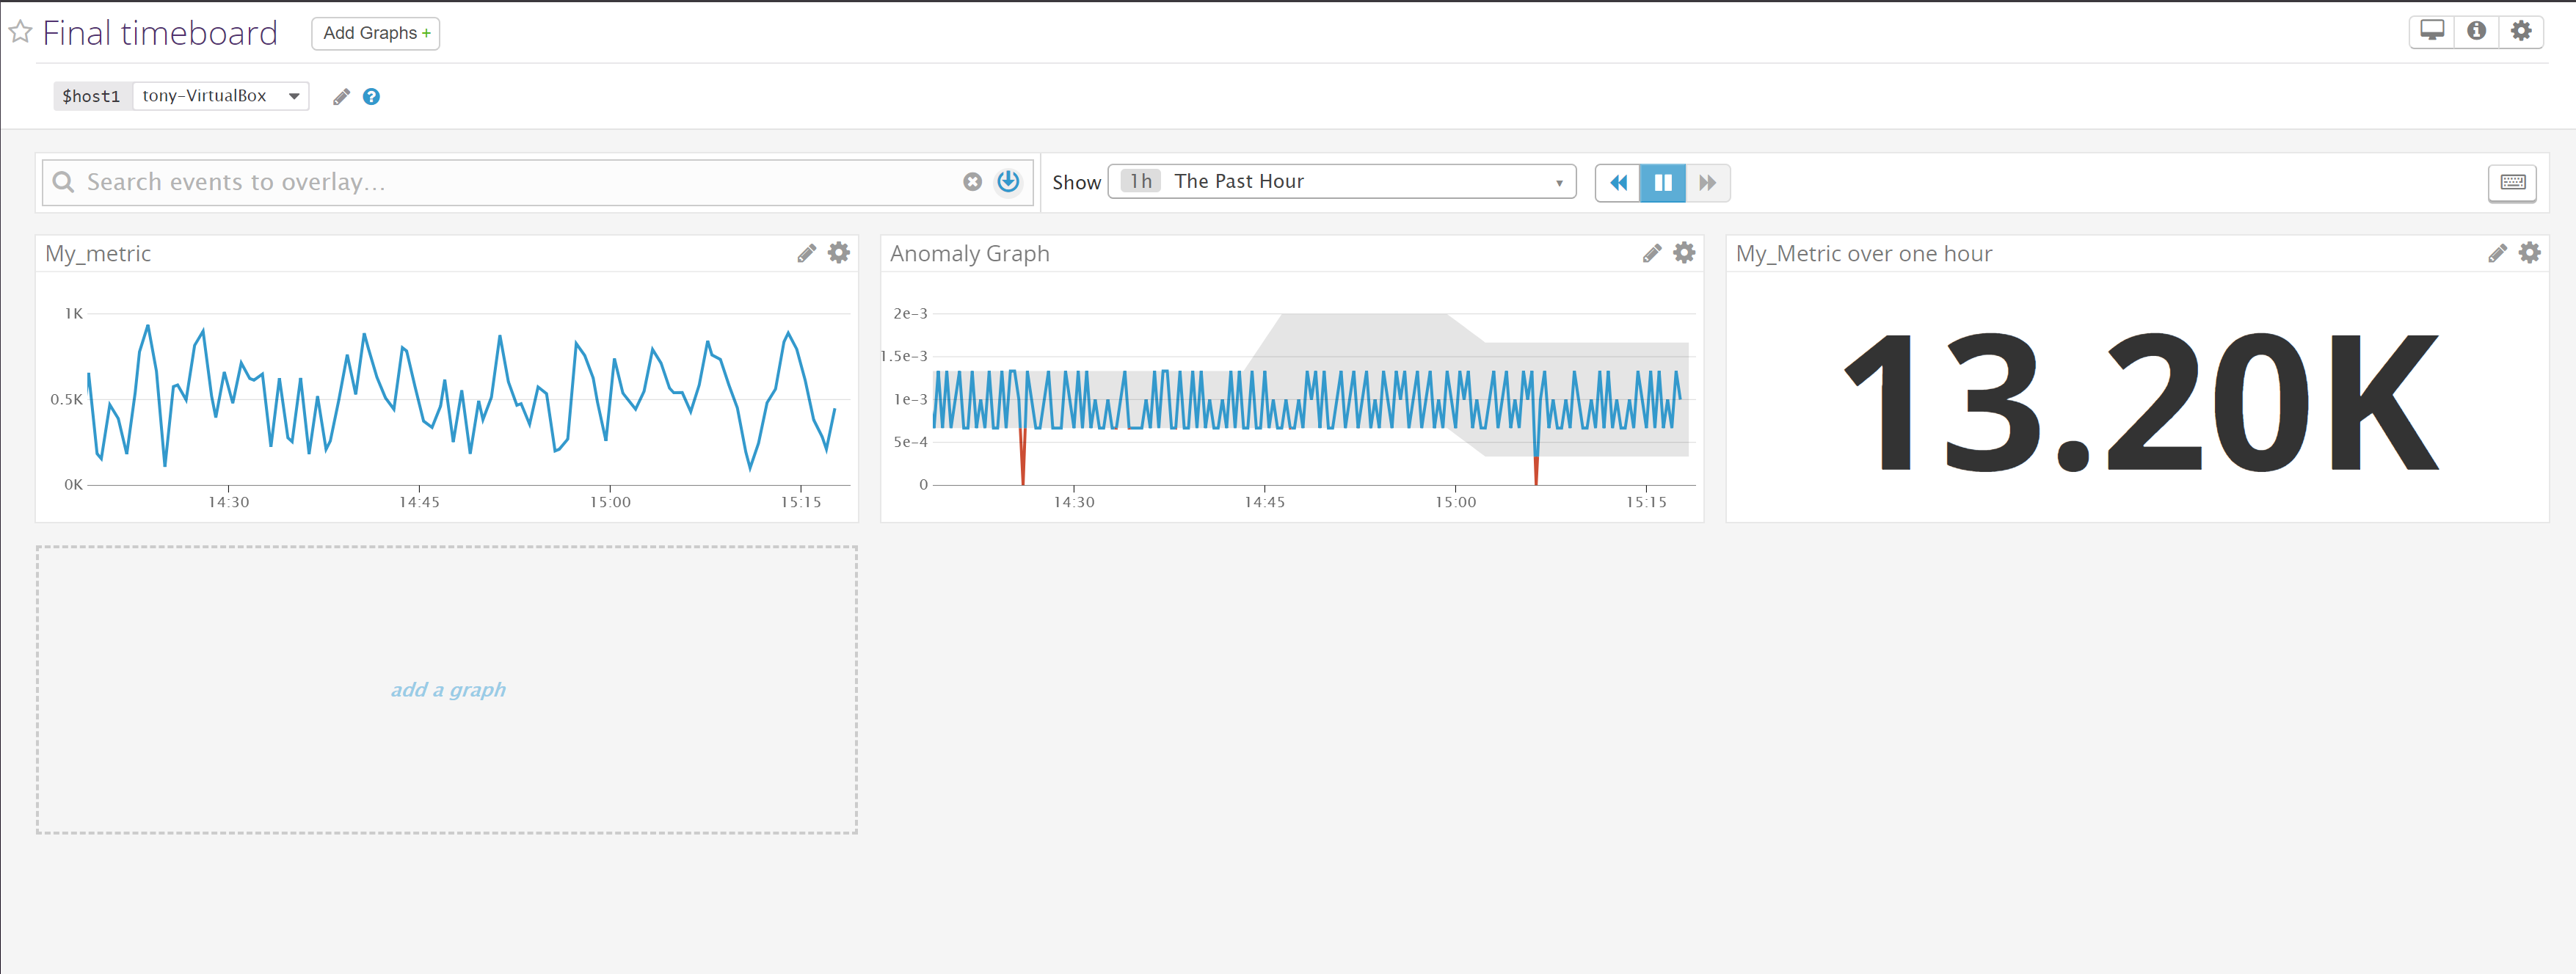 Final timeboard
Add Graphs +
$host1 tony-VirtualBox
Search events to overlay...
Show 1h The Past Hour
My_metric
1K
0.5K
0K
14:30 14:45 15:00 15:15
Anomaly Graph
2e-3
1.5e-3
1e-3
5e-4
0
14:30 14:45 15:00 15:15
My_Metric over one hour
13.20K
add a graph